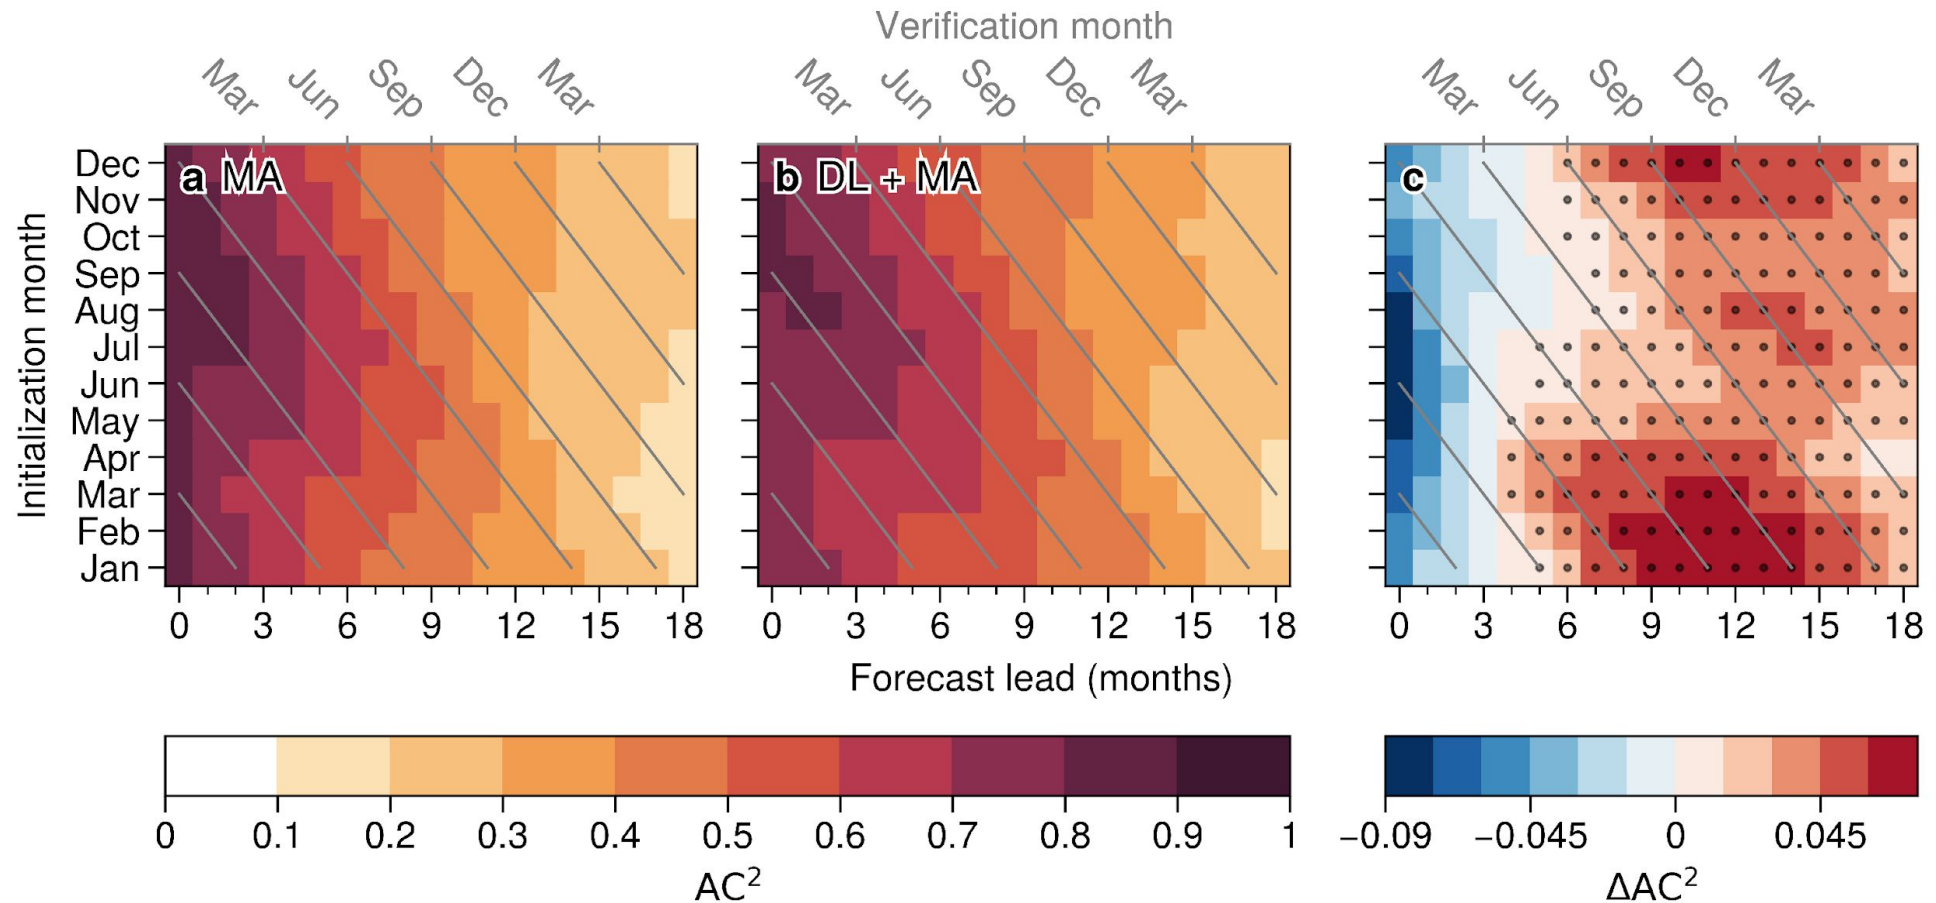 Verification month
Mar Jun Sep Dec Mar
Mar Jun Sep Dec Mar
Mar Jun Sep Dec Mar
Initialization month
Dec
Nov
Oct
Sep
Aug
Jul
Jun
May
Apr
Mar
Feb
Jan
a MA
b DL + MA
c
0 3 6 9 12 15 18
0 3 6 9 12 15 18
0 3 6 9 12 15 18
Forecast lead (months)
0 0.1 0.2 0.3 0.4 0.5 0.6 0.7 0.8 0.9 1
AC²
−0.09 −0.045 0 0.045
ΔAC²